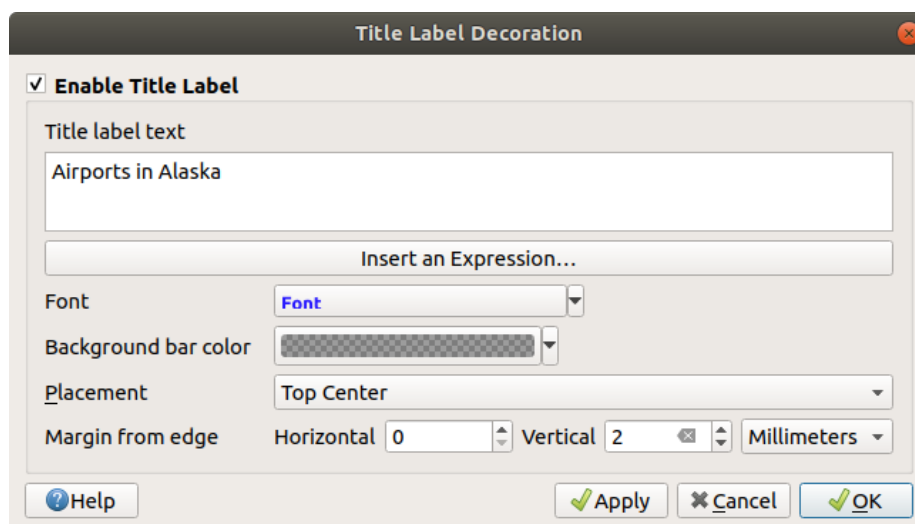 Title Label Decoration
Enable Title Label
Title label text
Airports in Alaska
Insert an Expression…
Font Font
Background bar color
Placement Top Center
Margin from edge Horizontal 0 Vertical 2 Millimeters
Help Apply Cancel OK